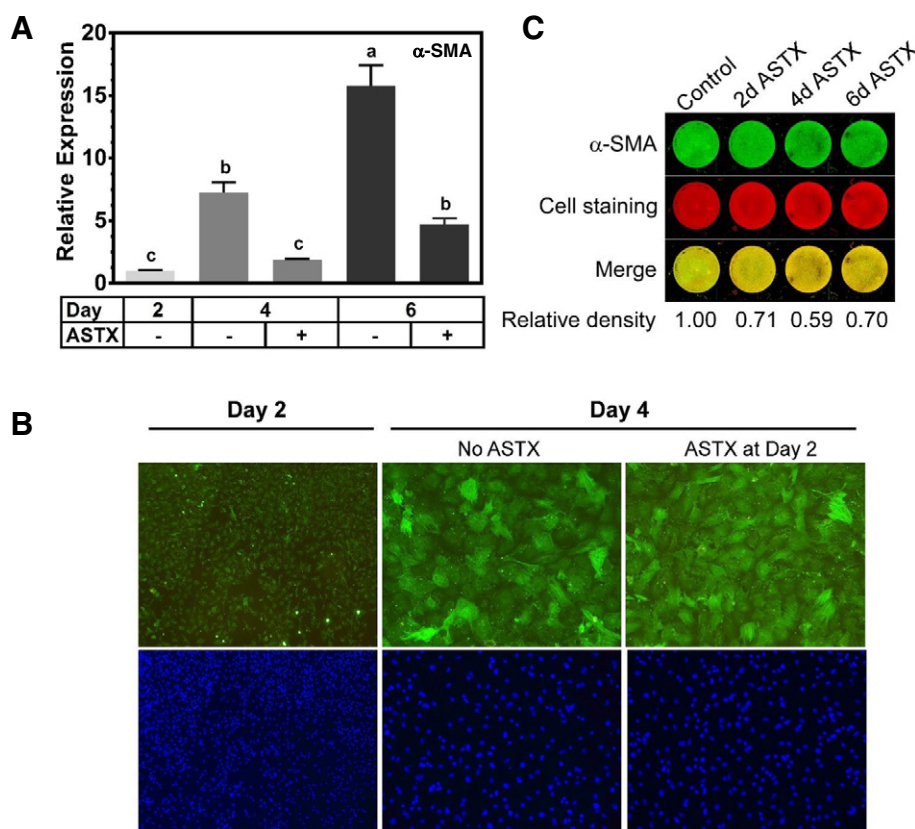 A
20
15
10
5
0
Relative Expression
α-SMA
c
b
c
a
b
Day 2 4 6
ASTX - - + - +
C
Control 2d ASTX 4d ASTX 6d ASTX
α-SMA
Cell staining
Merge
Relative density 1.00 0.71 0.59 0.70
B
Day 2 Day 4
No ASTX ASTX at Day 2